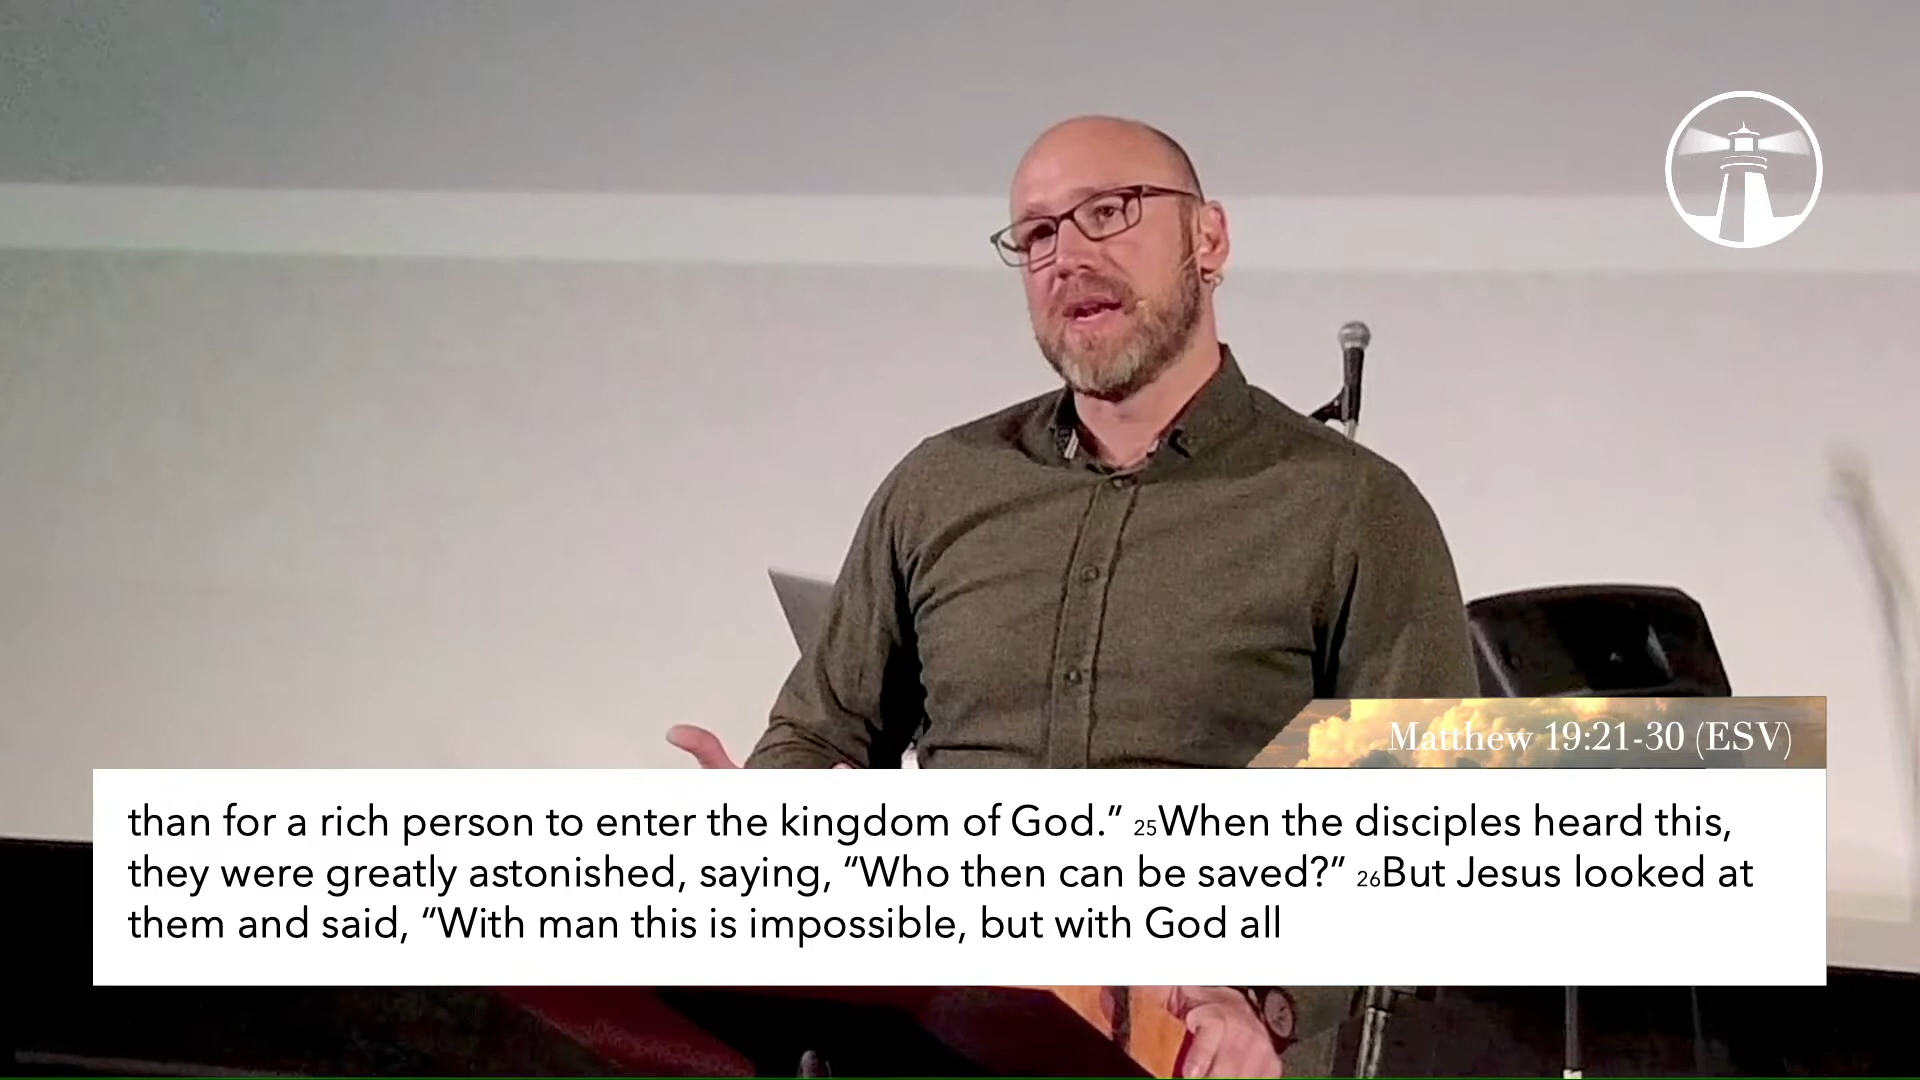 Matthew 19:21-30 (ESV)
than for a rich person to enter the kingdom of God.” 25When the disciples heard this,
they were greatly astonished, saying, “Who then can be saved?” 26But Jesus looked at
them and said, “With man this is impossible, but with God all